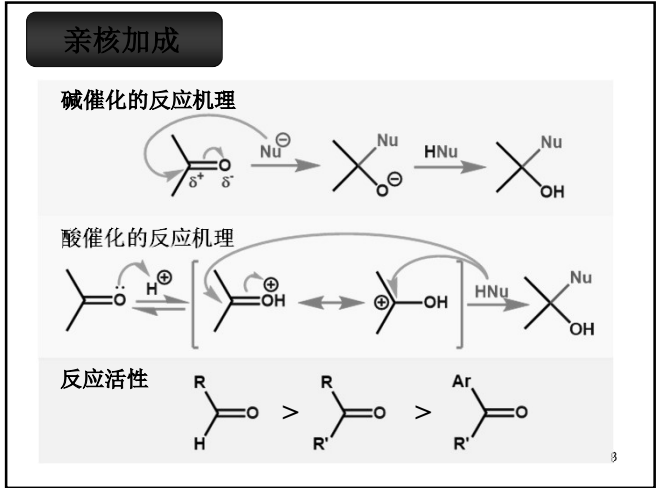 亲核加成
碱催化的反应机理
Nu⊖ Nu HNu Nu
δ+ δ- O O⊖ OH
酸催化的反应机理
O H⊕ OH⊕ ⊕ OH HNu Nu
OH
反应活性
R R Ar
O > O > O
H R' R'